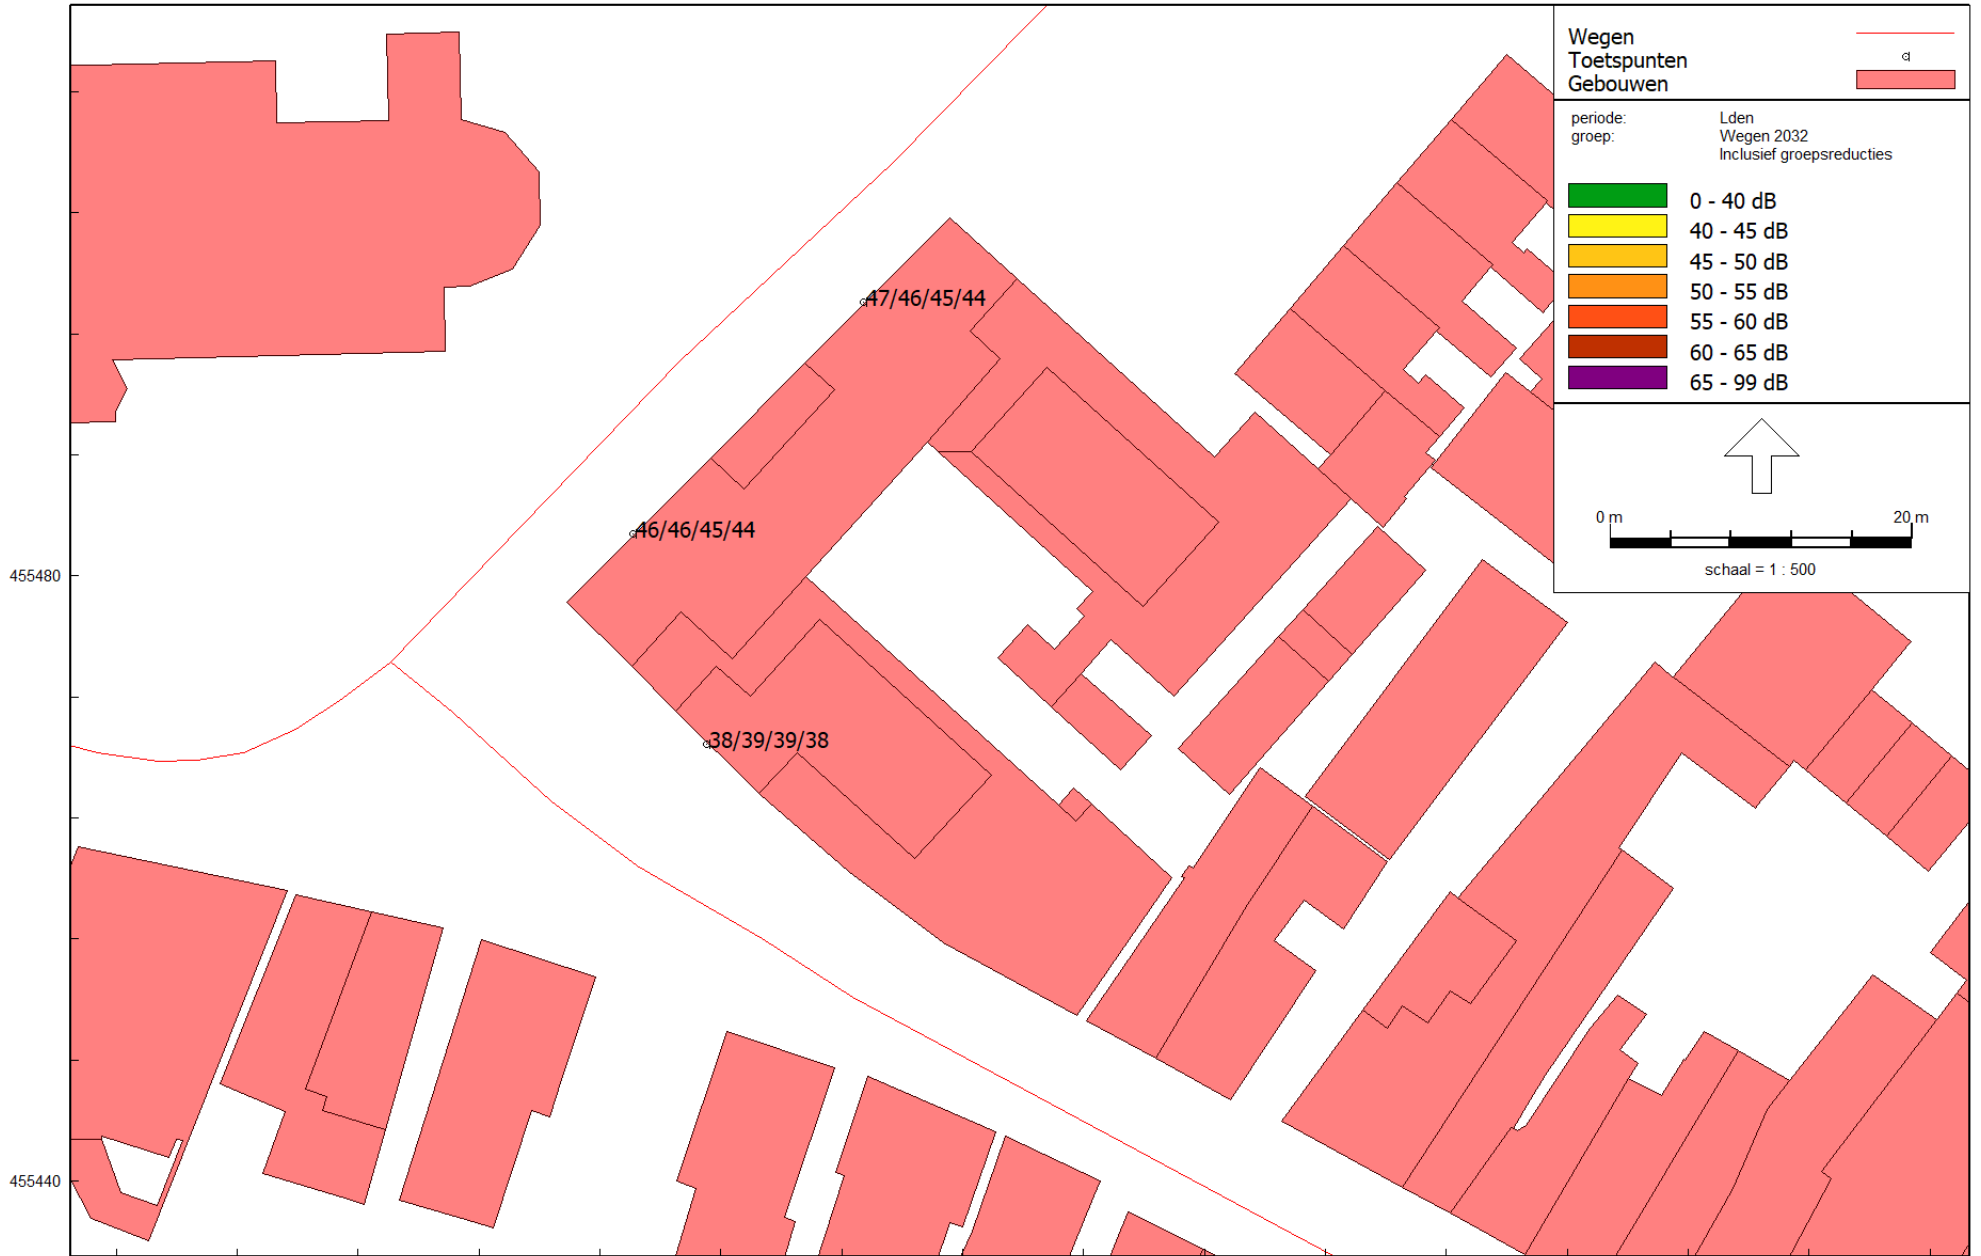 Wegen
Toetspunten
Gebouwen
periode: Lden
groep: Wegen 2032
Inclusief groepsreducties
0 - 40 dB
40 - 45 dB
45 - 50 dB
50 - 55 dB
55 - 60 dB
60 - 65 dB
65 - 99 dB
0 m 20 m
schaal = 1 : 500
47/46/45/44
46/46/45/44
455480
38/39/39/38
455440